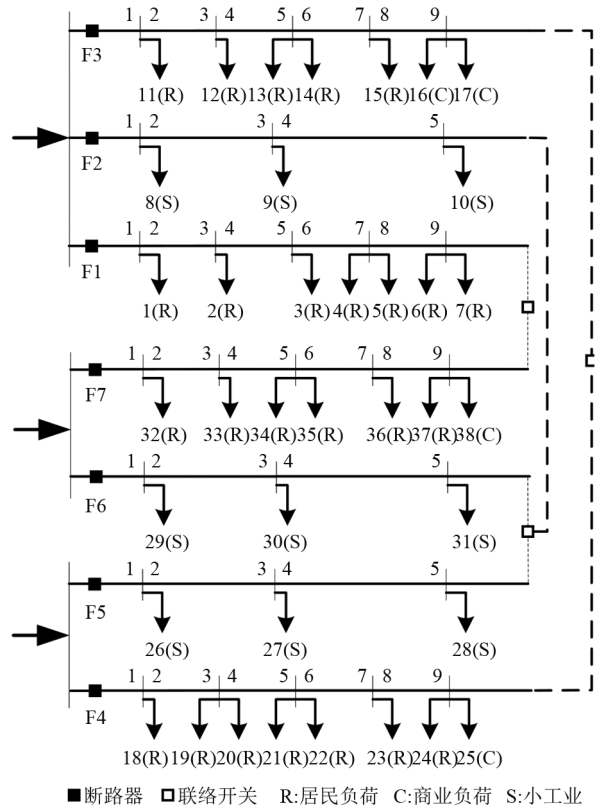 1 2 3 4 5 6 7 8 9
F3
11(R) 12(R) 13(R) 14(R) 15(R) 16(C) 17(C)
1 2 3 4 5
F2
8(S) 9(S) 10(S)
1 2 3 4 5 6 7 8 9
F1
1(R) 2(R) 3(R) 4(R) 5(R) 6(R) 7(R)
1 2 3 4 5 6 7 8 9
F7
32(R) 33(R) 34(R) 35(R) 36(R) 37(R) 38(C)
1 2 3 4 5
F6
29(S) 30(S) 31(S)
1 2 3 4 5
F5
26(S) 27(S) 28(S)
1 2 3 4 5 6 7 8 9
F4
18(R) 19(R) 20(R) 21(R) 22(R) 23(R) 24(R) 25(C)
断路器 联络开关 R:居民负荷 C:商业负荷 S:小工业